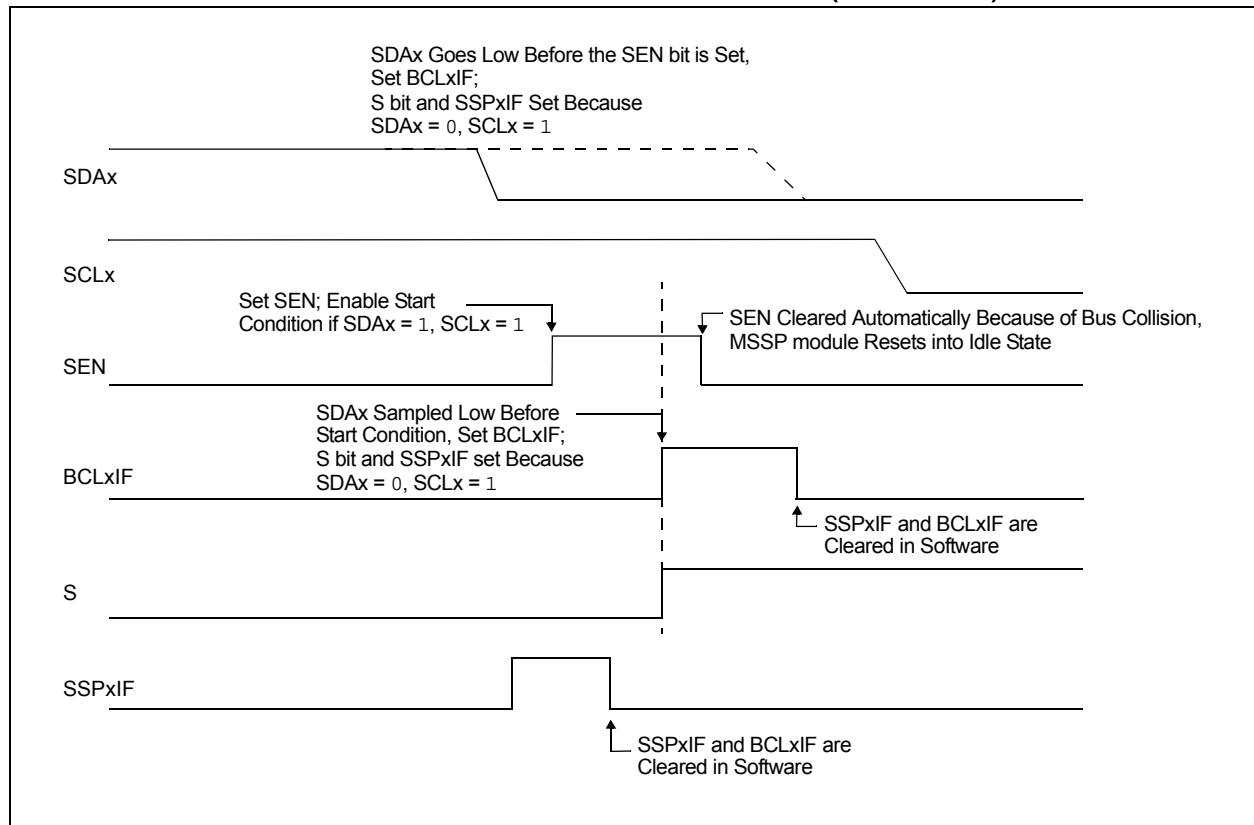 SDAx Goes Low Before the SEN bit is Set,
Set BCLxIF;
S bit and SSPxIF Set Because
SDAx = 0, SCLx = 1
SDAx
SCLx
Set SEN; Enable Start
Condition if SDAx = 1, SCLx = 1
SEN Cleared Automatically Because of Bus Collision,
MSSP module Resets into Idle State
SEN
SDAx Sampled Low Before
Start Condition, Set BCLxIF;
S bit and SSPxIF set Because
SDAx = 0, SCLx = 1
BCLxIF
SSPxIF and BCLxIF are
Cleared in Software
S
SSPxIF
SSPxIF and BCLxIF are
Cleared in Software